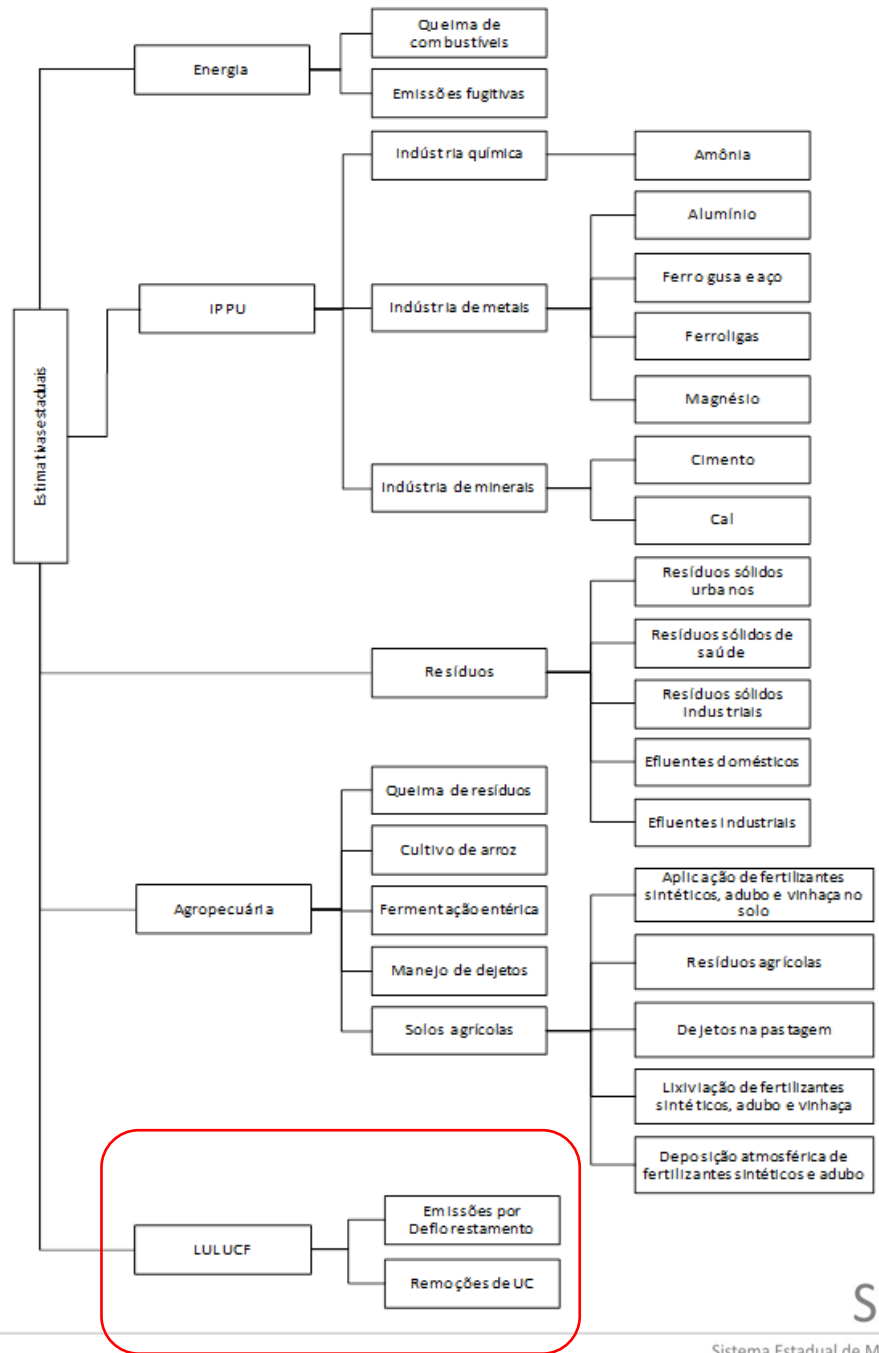 Queima de
combustíveis
Energia
Emissões fugitivas
Indústria química
Amônia
Alumínio
Ferro gusa e aço
IPPU
Indústria de metais
Ferroligas
Estimativas estaduais
Magnésio
Cimento
Indústria de minerais
Cal
Resíduos sólidos
urbanos
Resíduos sólidos de
saúde
Resíduos
Resíduos sólidos
industriais
Efluentes domésticos
Queima de resíduos
Efluentes industriais
Cultivo de arroz
Aplicação de fertilizantes
sintéticos, adubo e vinhaça no
solo
Agropecuária
Fermentação entérica
Resíduos agrícolas
Manejo de dejetos
Solos agrícolas
Dejetos na pastagem
Lixiviação de fertilizantes
sintéticos, adubo e vinhaça
Deposição atmosférica de
fertilizantes sintéticos e adubo
Emissões por
Deflorestamento
LULUCF
Remoções de UC
S
Sistema Estadual de M